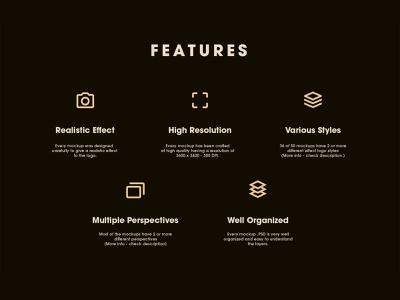 FEATURES
Realistic Effect
Every mockup was designed
carefully to give a realistic effect
to the logo.
High Resolution
Every mockup has been crafted
at high quality having a resolution of
3600 x 2400 - 300 DPI.
Various Styles
36 of 50 mockups have 2 or more
different effect logo styles
(More info - check description.)
Multiple Perspectives
Most of the mockups have 2 or more
different perspectives
(More info - check description)
Well Organized
Every mockup .PSD is very well
organized and easy to understand
the layers.